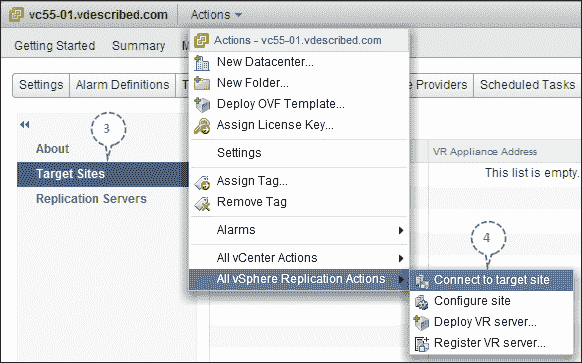 vc55-01.vdescribed.com Actions
Actions - vc55-01.vdescribed.com
Getting Started Summary M
New Datacenter...
New Folder...
Settings Alarm Definitions T
Deploy OVF Template...
e Providers Scheduled Tasks
Assign License Key...
3
About
Settings
VR Appliance Address
Target Sites
Assign Tag...
This list is empty.
Replication Servers
Remove Tag
Alarms
4
All vCenter Actions
All vSphere Replication Actions
Connect to target site
Configure site
Deploy VR server...
Register VR server...